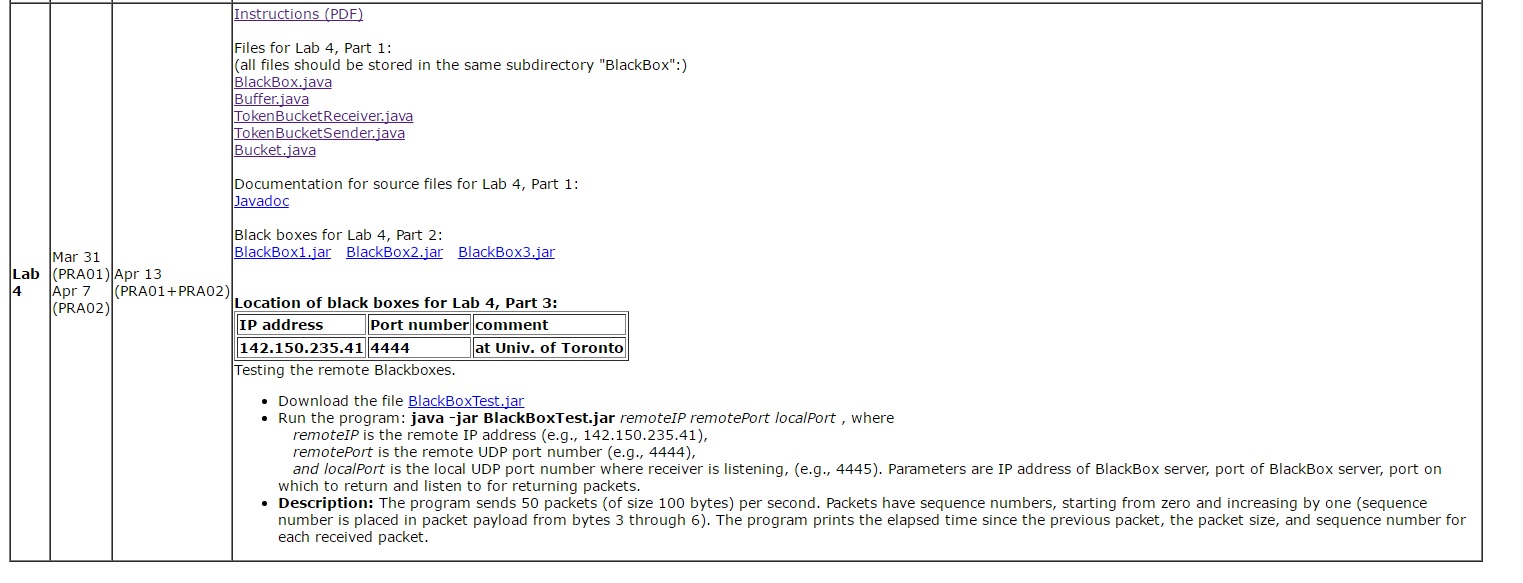 Instructions (PDF)
Files for Lab 4, Part 1:
(all files should be stored in the same subdirectory "BlackBox":)
BlackBox.java
Buffer.java
TokenBucketReceiver.java
TokenBucketSender.java
Bucket.java
Documentation for source files for Lab 4, Part 1:
Javadoc
Black boxes for Lab 4, Part 2:
BlackBox1.jar BlackBox2.jar BlackBox3.jar
Lab
4
Mar 31
(PRA01)
Apr 7
(PRA02)
Apr 13
(PRA01+PRA02)
Location of black boxes for Lab 4, Part 3:
IP address Port number comment
142.150.235.41 4444 at Univ. of Toronto
Testing the remote Blackboxes.
• Download the file BlackBoxTest.jar
• Run the program: java -jar BlackBoxTest.jar remoteIP remotePort localPort , where
remoteIP is the remote IP address (e.g., 142.150.235.41),
remotePort is the remote UDP port number (e.g., 4444),
and localPort is the local UDP port number where receiver is listening, (e.g., 4445). Parameters are IP address of BlackBox server, port of BlackBox server, port on
which to return and listen to for returning packets.
• Description: The program sends 50 packets (of size 100 bytes) per second. Packets have sequence numbers, starting from zero and increasing by one (sequence
number is placed in packet payload from bytes 3 through 6). The program prints the elapsed time since the previous packet, the packet size, and sequence number for
each received packet.